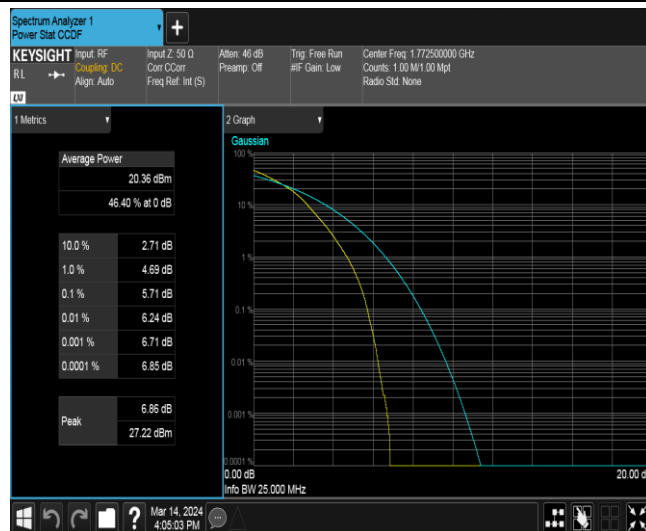 Spectrum Analyzer 1
Power Stat CCDF
+
KEYSIGHT Input: RF Input Z: 50 Ω Atten: 46 dB Trig: Free Run Center Freq: 1.772500000 GHz
RL Coupling: DC Corr CCorr Preamp: Off #IF Gain: Low Counts: 1.00 M/1.00 Mpt
Align: Auto Freq Ref: Int (S) Radio Std: None
LXI
1 Metrics
Average Power
20.36 dBm
46.40 % at 0 dB
10.0 % 2.71 dB
1.0 % 4.69 dB
0.1 % 5.71 dB
0.01 % 6.24 dB
0.001 % 6.71 dB
0.0001 % 6.85 dB
Peak 6.86 dB
27.22 dBm
2 Graph
Gaussian
100 %
10 %
1 %
0.1 %
0.01 %
0.001 %
0.0001 %
0.00 dB 20.00 d
Info BW 25.000 MHz
? Mar 14, 2024
4:05:03 PM